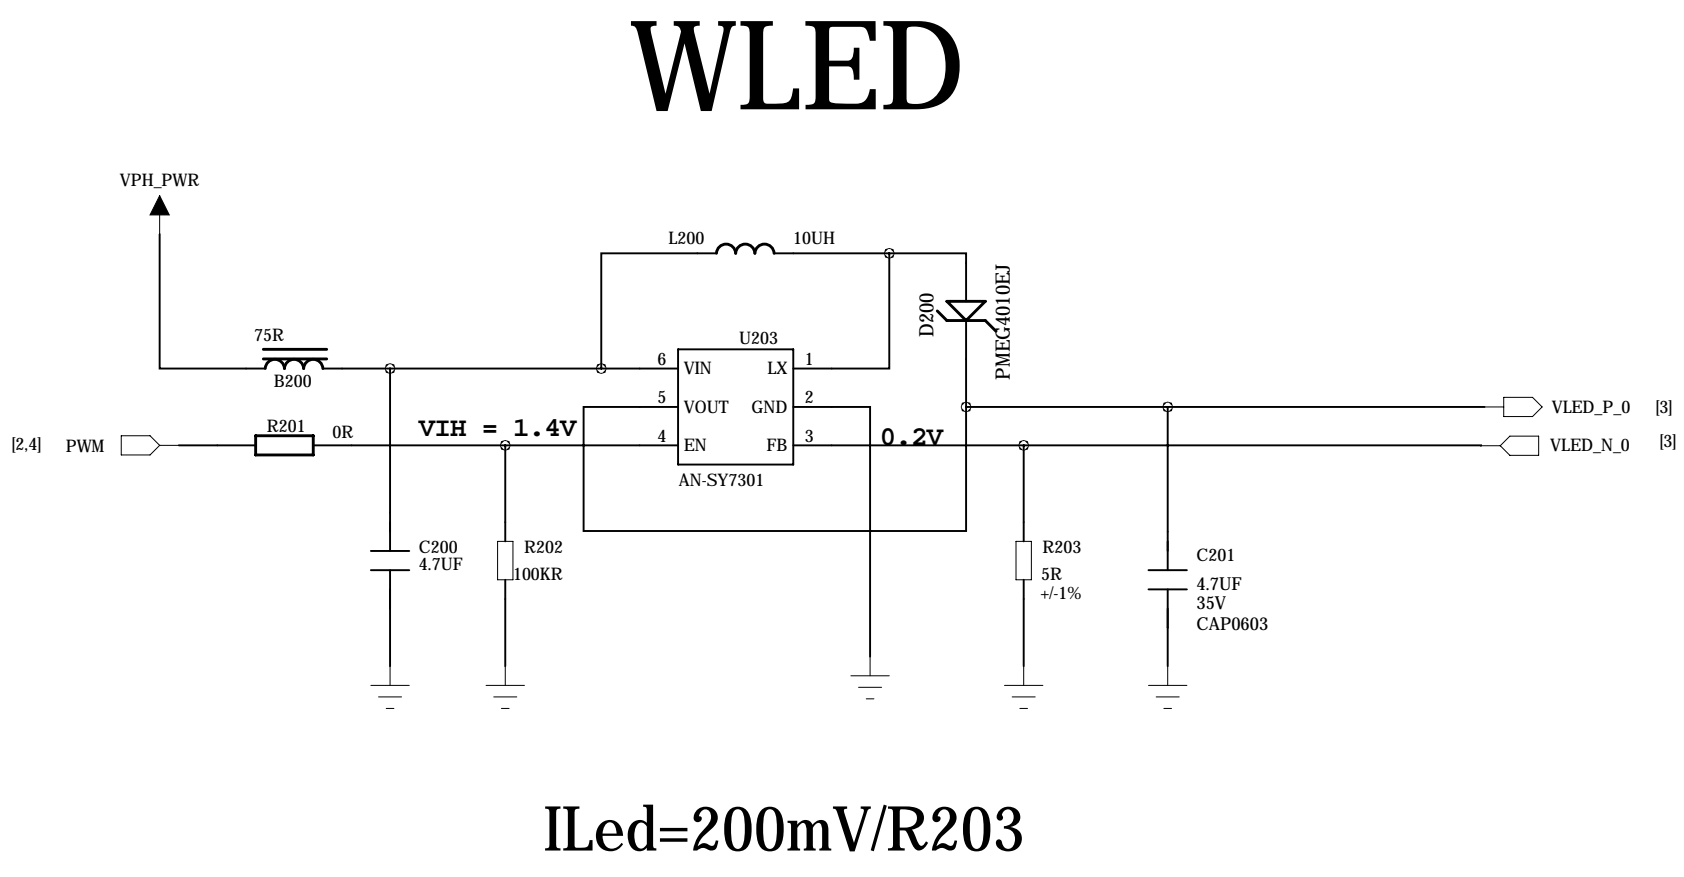 WLED
VPH_PWR
L200
10UH
D200
PMEG4010EJ
75R
B200
U203
6
VIN
LX
1
5
VOUT
GND
2
VLED_P_0
[3]
[2,4]
PWM
R201
0R
VIH = 1.4V
4
EN
FB
3
0.2V
VLED_N_0
[3]
AN-SY7301
C200
4.7UF
R202
100KR
R203
5R
+/-1%
C201
4.7UF
35V
CAP0603
ILed=200mV/R203